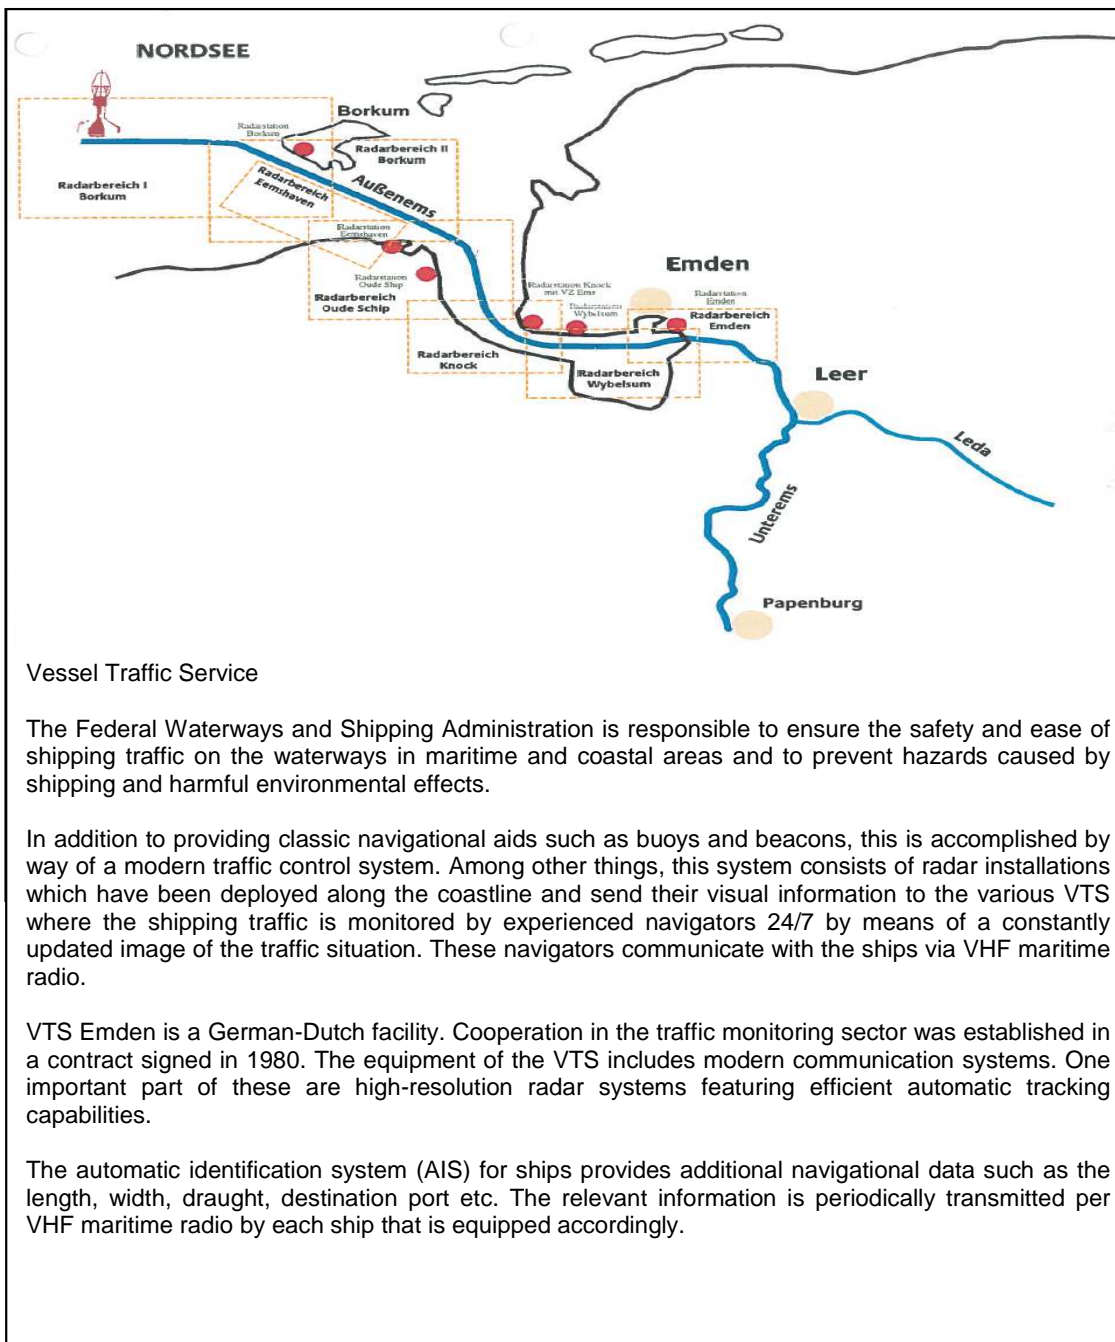 NORDSEE
Borkum
Radarstation
Borkum
Radarbereich II
Borkum
Radarbereich I
Borkum
Radarbereich
Eemshaven
Außenems
Radarstation
Eemshaven
Radarstation
Oude Ship
Radarbereich
Oude Schip
Emden
Radarstation Knock
mit VZ Ems
Radarstation
Wybelsum
Radarstation
Emden
Radarbereich
Emden
Radarbereich
Knock
Radarbereich
Wybelsum
Leer
Leda
Unterems
Papenburg
Vessel Traffic Service
The Federal Waterways and Shipping Administration is responsible to ensure the safety and ease of
shipping traffic on the waterways in maritime and coastal areas and to prevent hazards caused by
shipping and harmful environmental effects.
In addition to providing classic navigational aids such as buoys and beacons, this is accomplished by
way of a modern traffic control system. Among other things, this system consists of radar installations
which have been deployed along the coastline and send their visual information to the various VTS
where the shipping traffic is monitored by experienced navigators 24/7 by means of a constantly
updated image of the traffic situation. These navigators communicate with the ships via VHF maritime
radio.
VTS Emden is a German-Dutch facility. Cooperation in the traffic monitoring sector was established in
a contract signed in 1980. The equipment of the VTS includes modern communication systems. One
important part of these are high-resolution radar systems featuring efficient automatic tracking
capabilities.
The automatic identification system (AIS) for ships provides additional navigational data such as the
length, width, draught, destination port etc. The relevant information is periodically transmitted per
VHF maritime radio by each ship that is equipped accordingly.